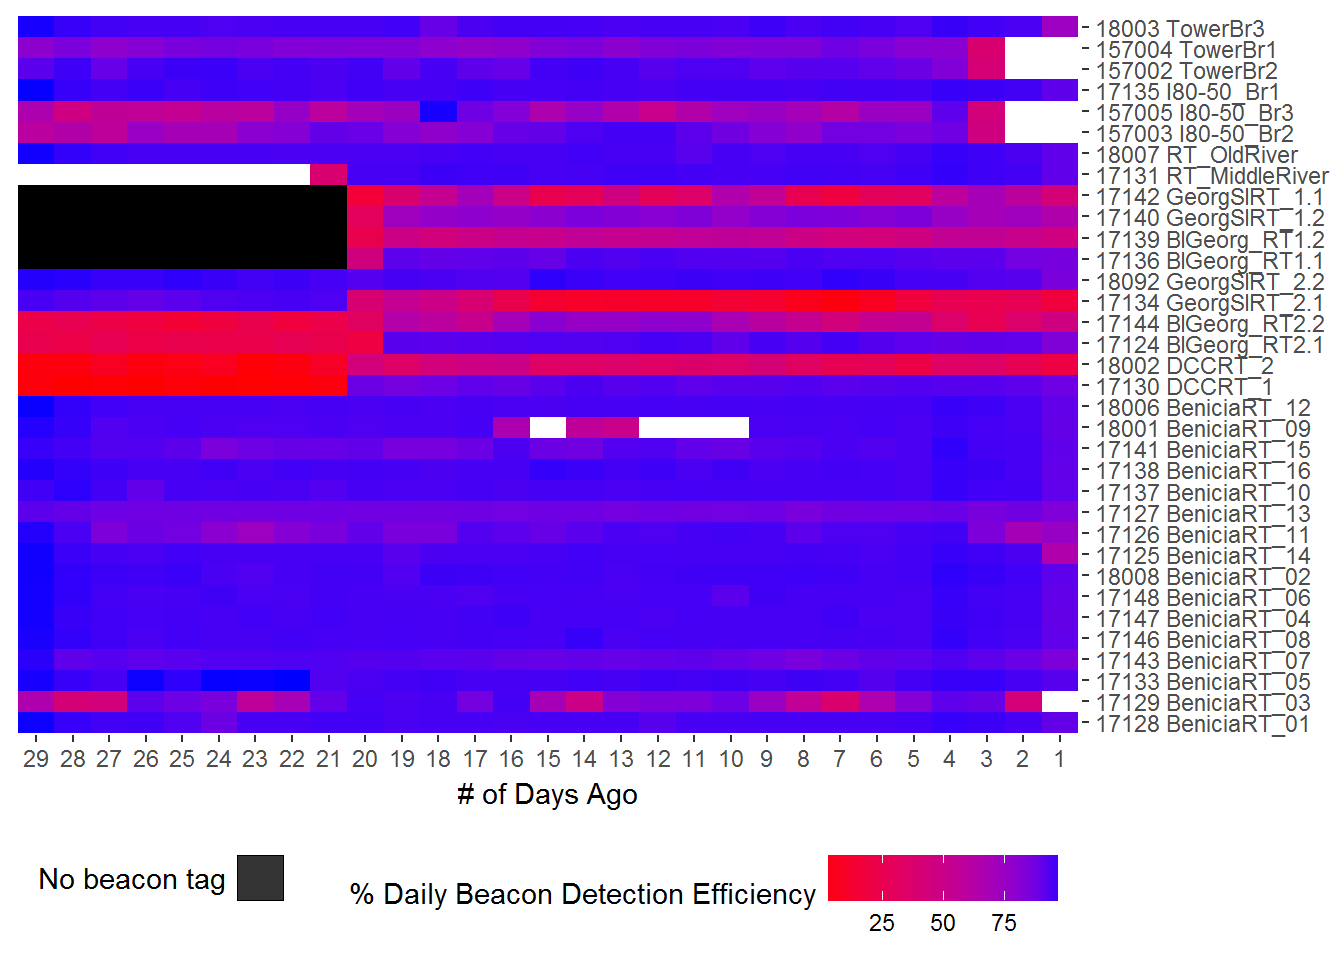 18003 TowerBr3
157004 TowerBr1
157002 TowerBr2
17135 I80-50_Br1
157005 I80-50_Br3
157003 I80-50_Br2
18007 RT_OldRiver
17131 RT_MiddleRiver
17142 GeorgSlRT_1.1
17140 GeorgSlRT_1.2
17139 BlGeorg_RT1.2
17136 BlGeorg_RT1.1
18092 GeorgSlRT_2.2
17134 GeorgSlRT_2.1
17144 BlGeorg_RT2.2
17124 BlGeorg_RT2.1
18002 DCCRT_2
17130 DCCRT_1
18006 BeniciaRT_12
18001 BeniciaRT_09
17141 BeniciaRT_15
17138 BeniciaRT_16
17137 BeniciaRT_10
17127 BeniciaRT_13
17126 BeniciaRT_11
17125 BeniciaRT_14
18008 BeniciaRT_02
17148 BeniciaRT_06
17147 BeniciaRT_04
17146 BeniciaRT_08
17143 BeniciaRT_07
17133 BeniciaRT_05
17129 BeniciaRT_03
17128 BeniciaRT_01
29 28 27 26 25 24 23 22 21 20 19 18 17 16 15 14 13 12 11 10 9 8 7 6 5 4 3 2 1
# of Days Ago
No beacon tag
% Daily Beacon Detection Efficiency
25 50 75